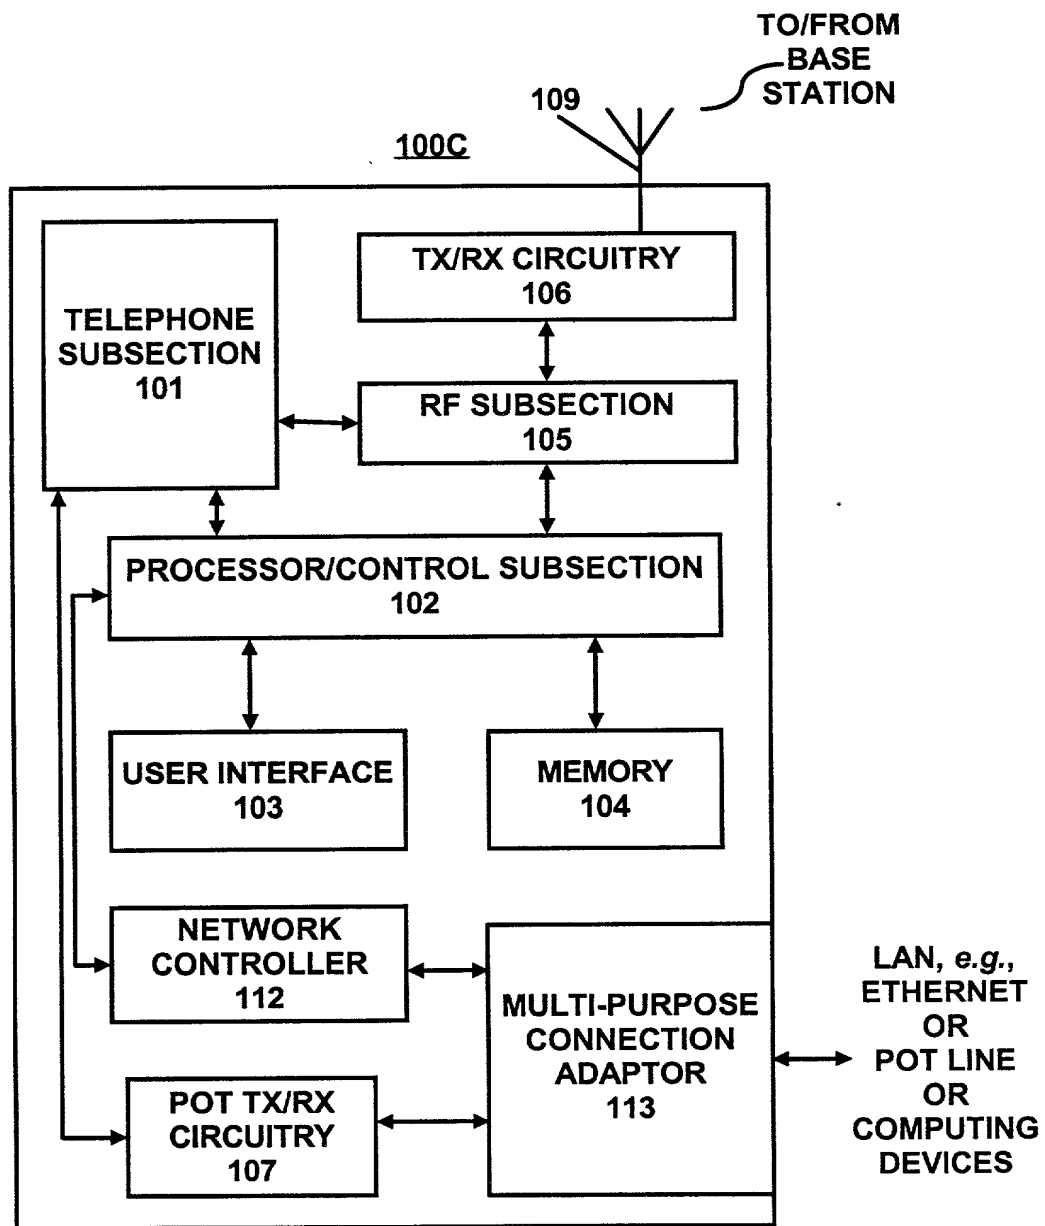 TO/FROM
BASE
STATION
109
100C
TX/RX CIRCUITRY
106
TELEPHONE
SUBSECTION
101
RF SUBSECTION
105
PROCESSOR/CONTROL SUBSECTION
102
USER INTERFACE
103
MEMORY
104
NETWORK
CONTROLLER
112
MULTI-PURPOSE
CONNECTION
ADAPTOR
113
LAN, e.g.,
ETHERNET
OR
POT LINE
OR
COMPUTING
DEVICES
POT TX/RX
CIRCUITRY
107